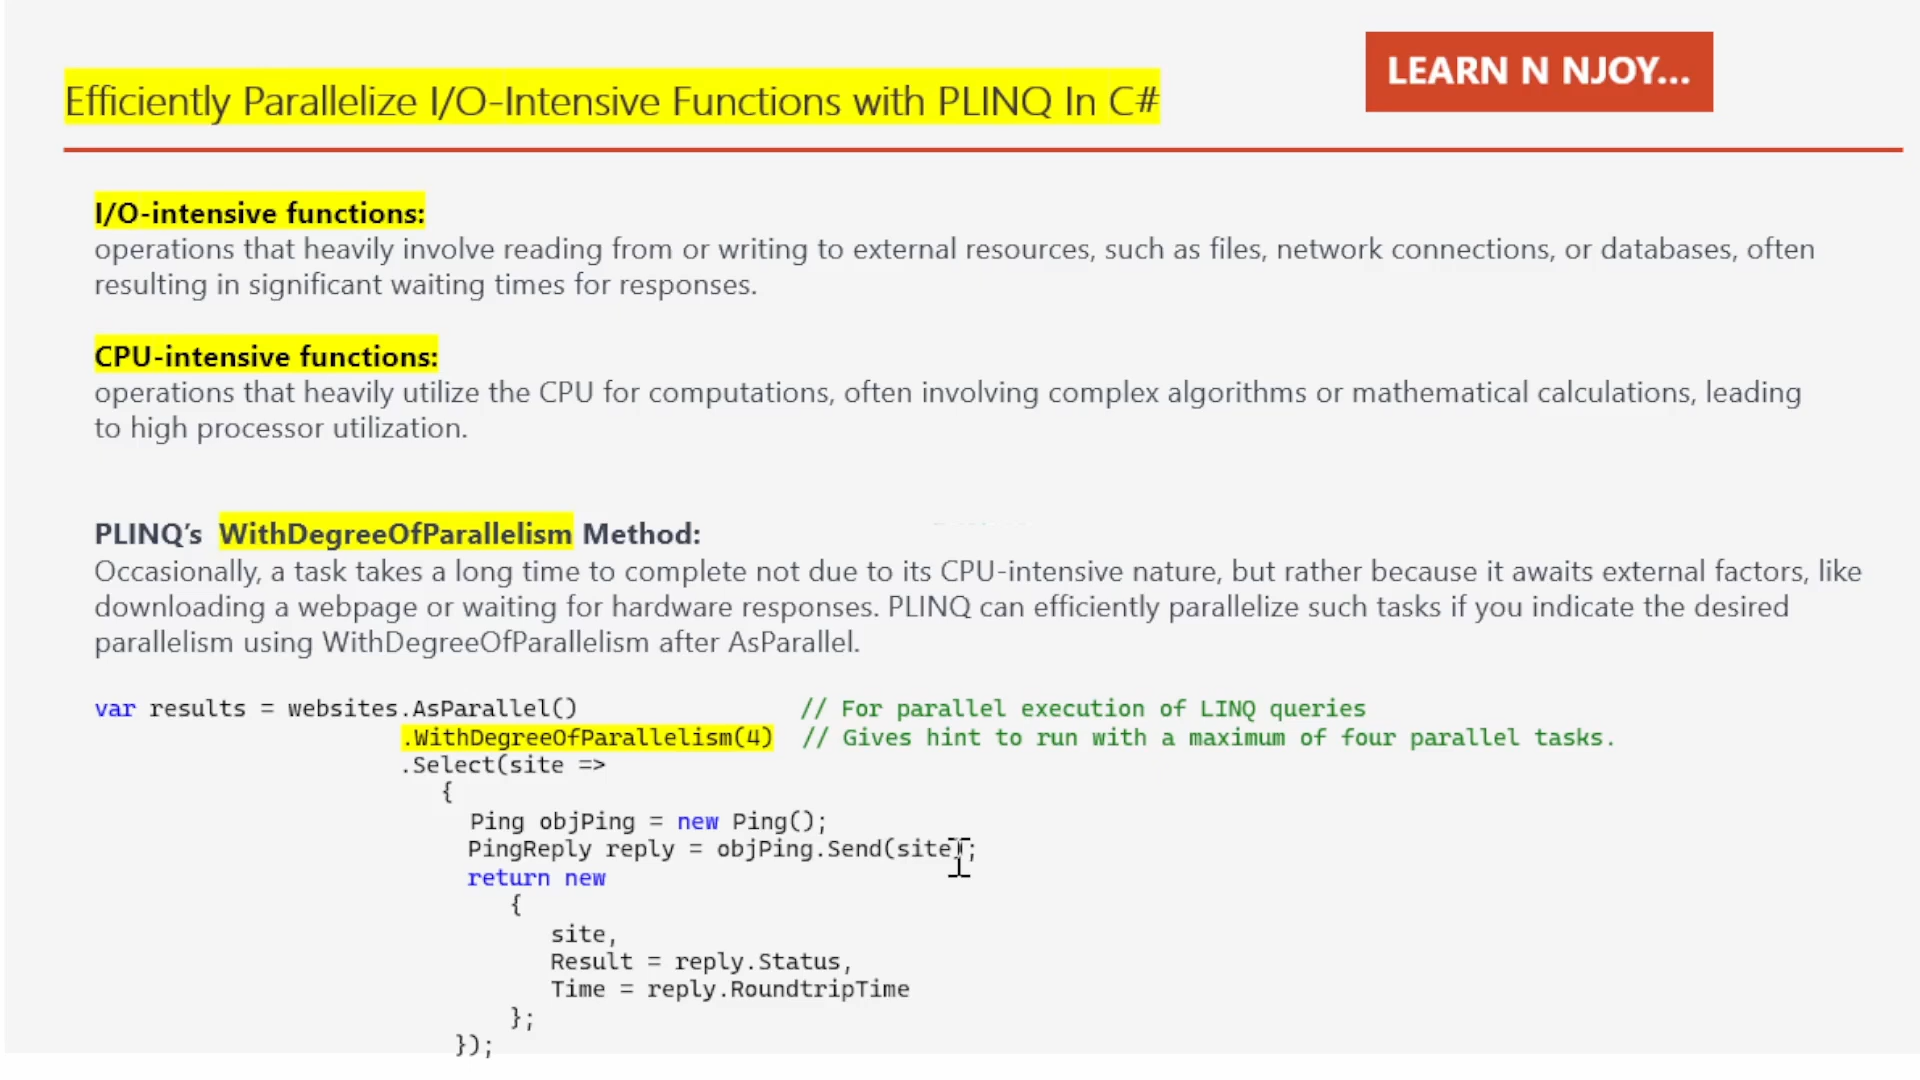 LEARN N NJOY...
Efficiently Parallelize I/O-Intensive Functions with PLINQ In C#
I/O-intensive functions:
operations that heavily involve reading from or writing to external resources, such as files, network connections, or databases, often
resulting in significant waiting times for responses.
CPU-intensive functions:
operations that heavily utilize the CPU for computations, often involving complex algorithms or mathematical calculations, leading
to high processor utilization.
PLINQ’s WithDegreeOfParallelism Method:
Occasionally, a task takes a long time to complete not due to its CPU-intensive nature, but rather because it awaits external factors, like
downloading a webpage or waiting for hardware responses. PLINQ can efficiently parallelize such tasks if you indicate the desired
parallelism using WithDegreeOfParallelism after AsParallel.
var results = websites.AsParallel() // For parallel execution of LINQ queries
.WithDegreeOfParallelism(4) // Gives hint to run with a maximum of four parallel tasks.
.Select(site =>
{
Ping objPing = new Ping();
PingReply reply = objPing.Send(site);
return new
{
site,
Result = reply.Status,
Time = reply.RoundtripTime
};
});